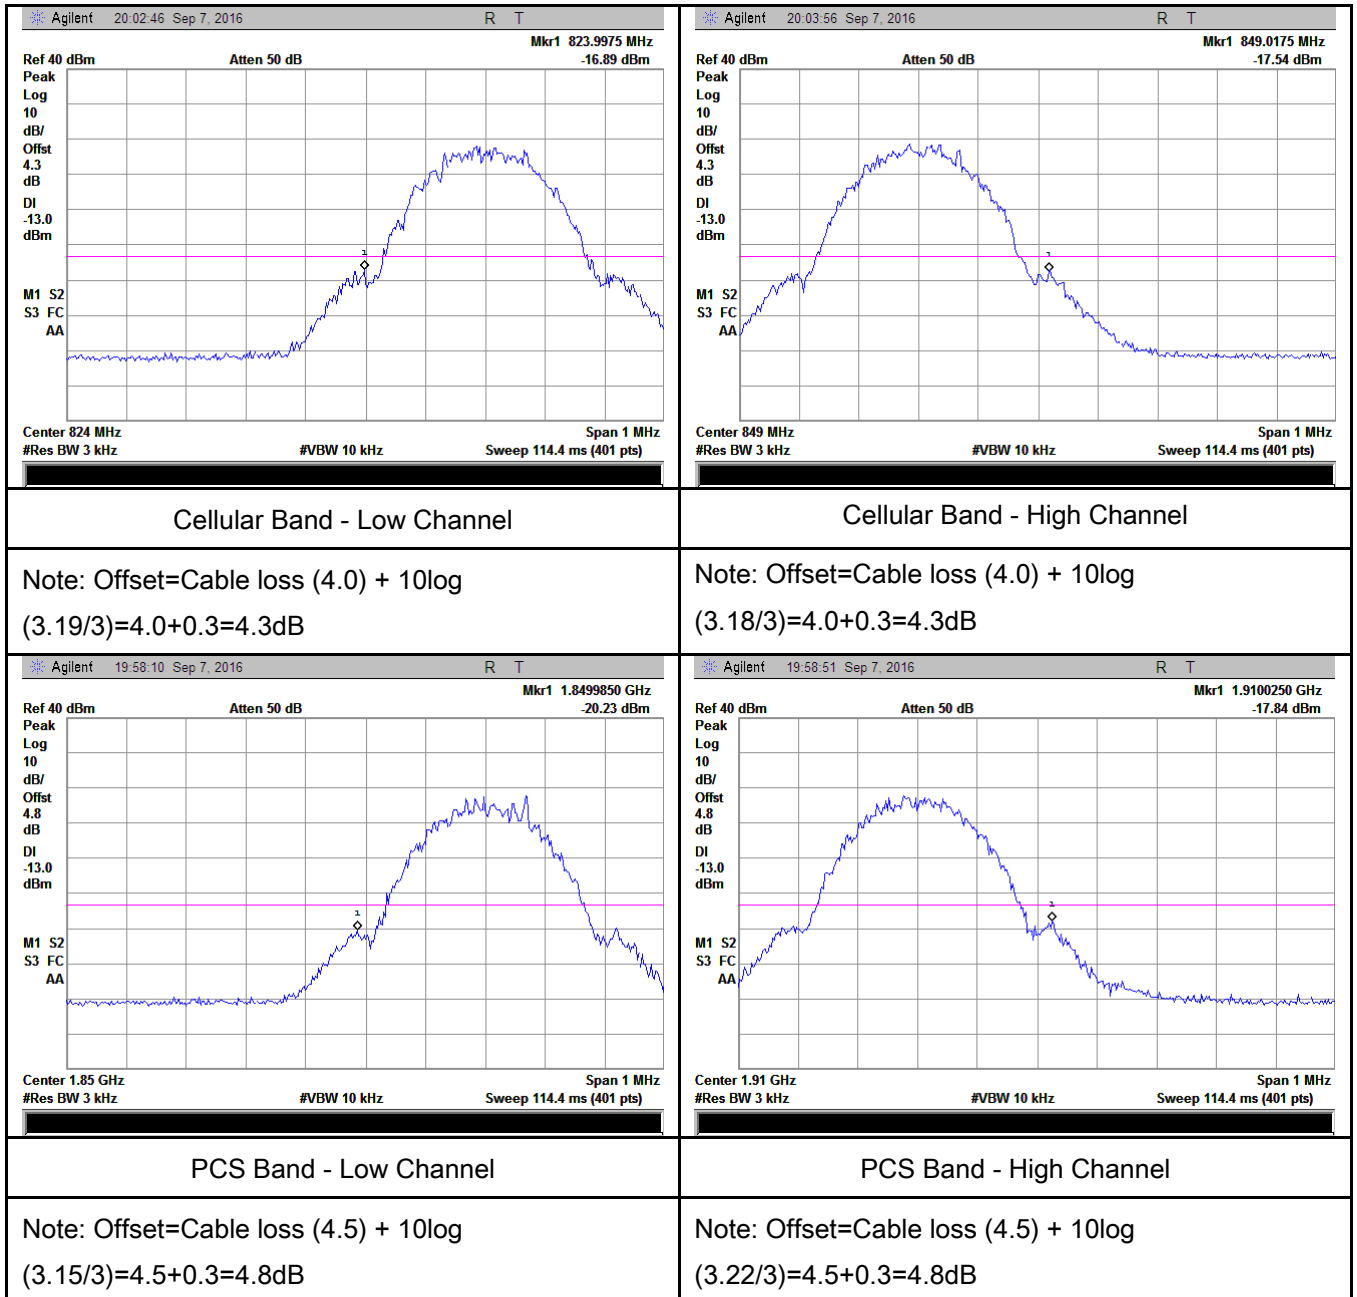 Agilent 20:02:46 Sep 7, 2016 R T
Mkr1 823.9975 MHz
Ref 40 dBm Atten 50 dB -16.89 dBm
Peak
Log
10
dB/
Offst
4.3
dB
DI
-13.0
dBm
1
M1 S2
S3 FC
AA
Center 824 MHz Span 1 MHz
#Res BW 3 kHz #VBW 10 kHz Sweep 114.4 ms (401 pts)
Agilent 20:03:56 Sep 7, 2016 R T
Mkr1 849.0175 MHz
Ref 40 dBm Atten 50 dB -17.54 dBm
Peak
Log
10
dB/
Offst
4.3
dB
DI
-13.0
dBm
1
M1 S2
S3 FC
AA
Center 849 MHz Span 1 MHz
#Res BW 3 kHz #VBW 10 kHz Sweep 114.4 ms (401 pts)
Cellular Band - Low Channel
Cellular Band - High Channel
Note: Offset=Cable loss (4.0) + 10log
(3.19/3)=4.0+0.3=4.3dB
Note: Offset=Cable loss (4.0) + 10log
(3.18/3)=4.0+0.3=4.3dB
Agilent 19:58:10 Sep 7, 2016 R T
Mkr1 1.8499850 GHz
Ref 40 dBm Atten 50 dB -20.23 dBm
Peak
Log
10
dB/
Offst
4.8
dB
DI
-13.0
dBm
1
M1 S2
S3 FC
AA
Center 1.85 GHz Span 1 MHz
#Res BW 3 kHz #VBW 10 kHz Sweep 114.4 ms (401 pts)
Agilent 19:58:51 Sep 7, 2016 R T
Mkr1 1.9100250 GHz
Ref 40 dBm Atten 50 dB -17.84 dBm
Peak
Log
10
dB/
Offst
4.8
dB
DI
-13.0
dBm
1
M1 S2
S3 FC
AA
Center 1.91 GHz Span 1 MHz
#Res BW 3 kHz #VBW 10 kHz Sweep 114.4 ms (401 pts)
PCS Band - Low Channel
PCS Band - High Channel
Note: Offset=Cable loss (4.5) + 10log
(3.15/3)=4.5+0.3=4.8dB
Note: Offset=Cable loss (4.5) + 10log
(3.22/3)=4.5+0.3=4.8dB